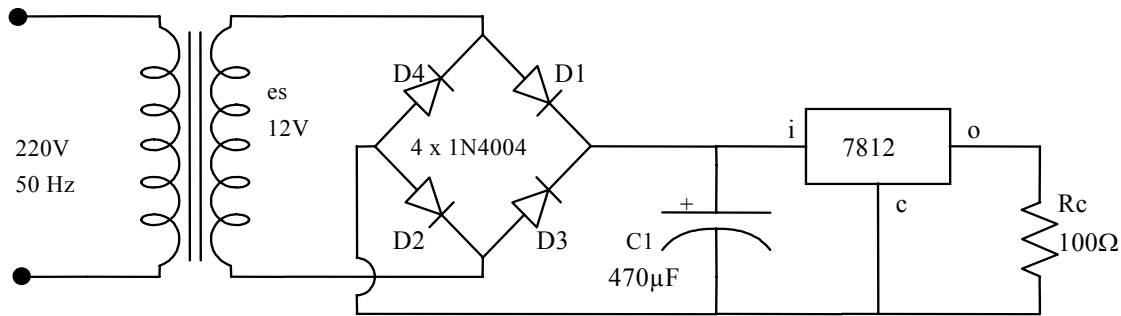 220V
50 Hz
es
12V
D4
D1
4 x 1N4004
D2
D3
i
7812
o
c
+
C1
470µF
Rc
100Ω